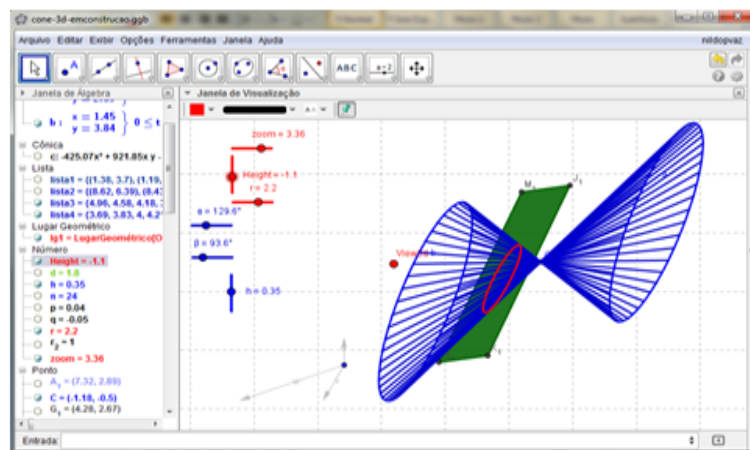 cone-3d-emconstrucao.ggb
Arquivo Editar Exibir Opções Ferramentas Janela Ajuda
nildopvaz
ABC
a=2
Janela de Álgebra
Janela de Visualização
b : x = 1.45
y = 3.84
0 ≤ t
Cônica
c: -425.07x² + 921.85x y -
Lista
lista1 = {(1.38, 3.7), (1.19,
lista2 = {(8.62, 6.39), (8.43
lista3 = {(4.96, 4.58, 4.18,
lista4 = {(3.69, 3.83, 4, 4.2
Lugar Geométrico
lg1 = LugarGeométrico[O
Número
Height = -1.1
d = 1.8
h = 0.35
n = 24
p = 0.04
q = -0.05
r = 2.2
r₂ = 1
zoom = 3.36
Ponto
A₁ = (7.32, 2.89)
C = (-1.18, -0.5)
G₁ = (4.28, 2.67)
zoom = 3.36
Height = -1.1
r = 2.2
α = 129.6°
β = 93.6°
h = 0.35
Entrada: